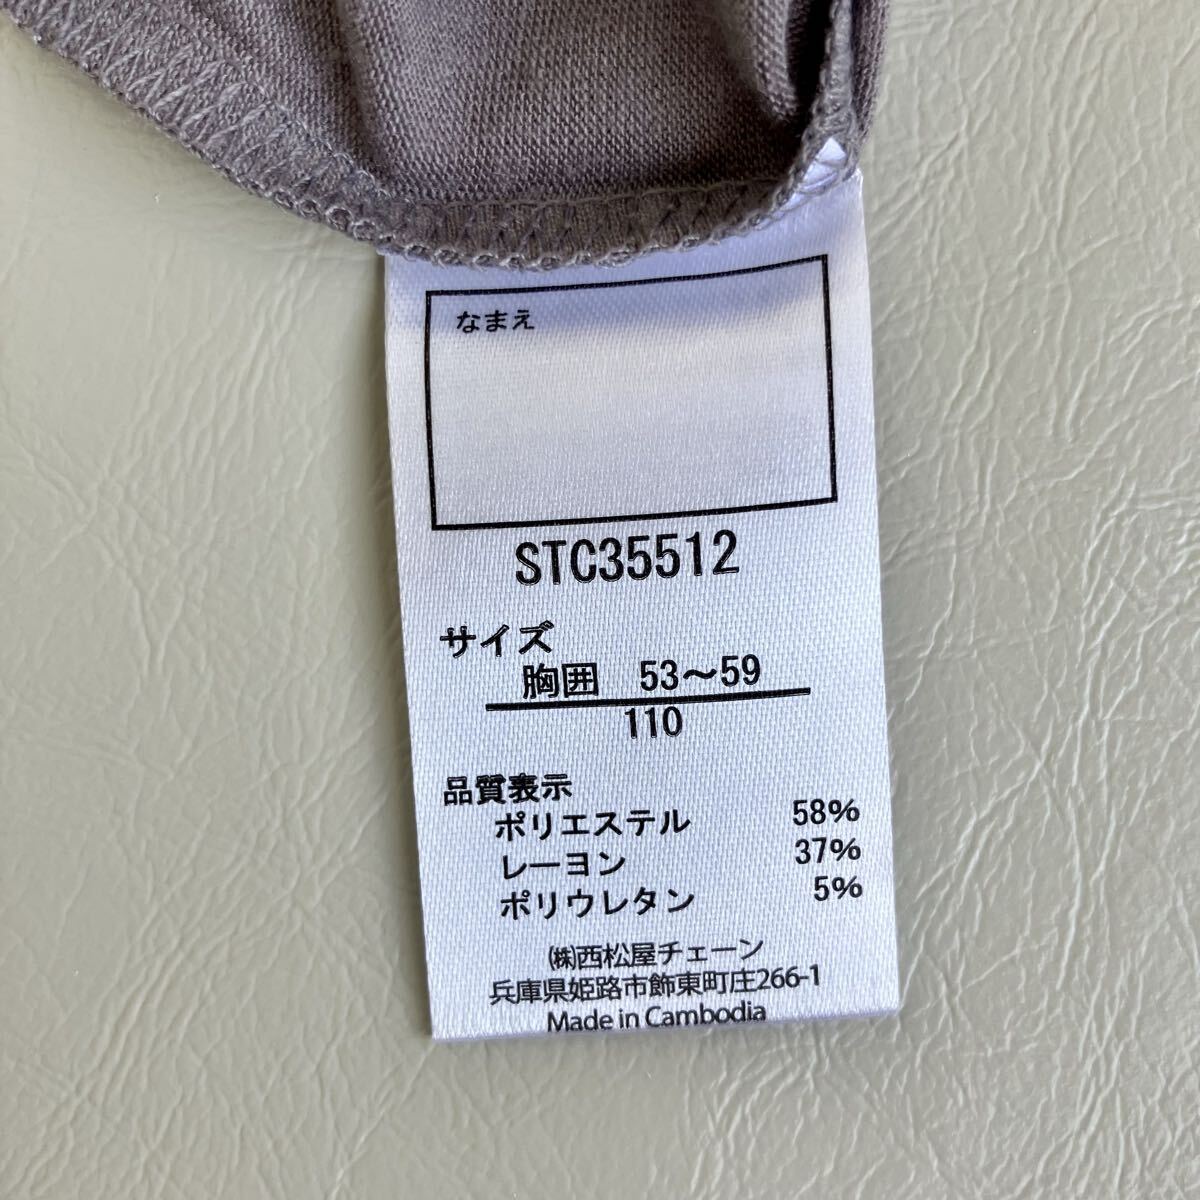 なまえ
STC35512
サイズ
胸囲 53～59
110
品質表示
ポリエステル 58%
レーヨン 37%
ポリウレタン 5%
㈱西松屋チェーン
兵庫県姫路市飾東町庄266-1
Made in Cambodia